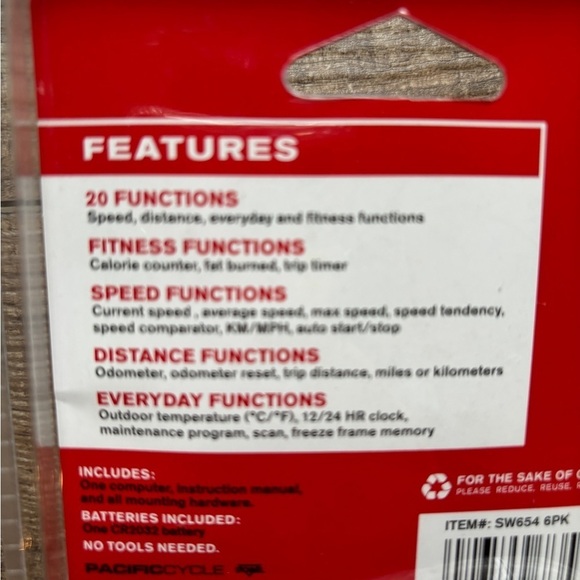 FEATURES
20 FUNCTIONS
Speed, distance, everyday and fitness functions
FITNESS FUNCTIONS
Calorie counter, fat burned, trip timer
SPEED FUNCTIONS
Current speed , average speed, max speed, speed tendency,
speed comparator, KM/MPH, auto start/stop
DISTANCE FUNCTIONS
Odometer, odometer reset, trip distance, miles or kilometers
EVERYDAY FUNCTIONS
Outdoor temperature (°C/°F), 12/24 HR clock,
maintenance program, scan, freeze frame memory
INCLUDES:
One computer, instruction manual,
and all mounting hardware.
BATTERIES INCLUDED:
One CR2032 battery
NO TOOLS NEEDED.
PACIFIC CYCLE
FOR THE SAKE OF
PLEASE REDUCE. REUSE.
ITEM#: SW654 6PK